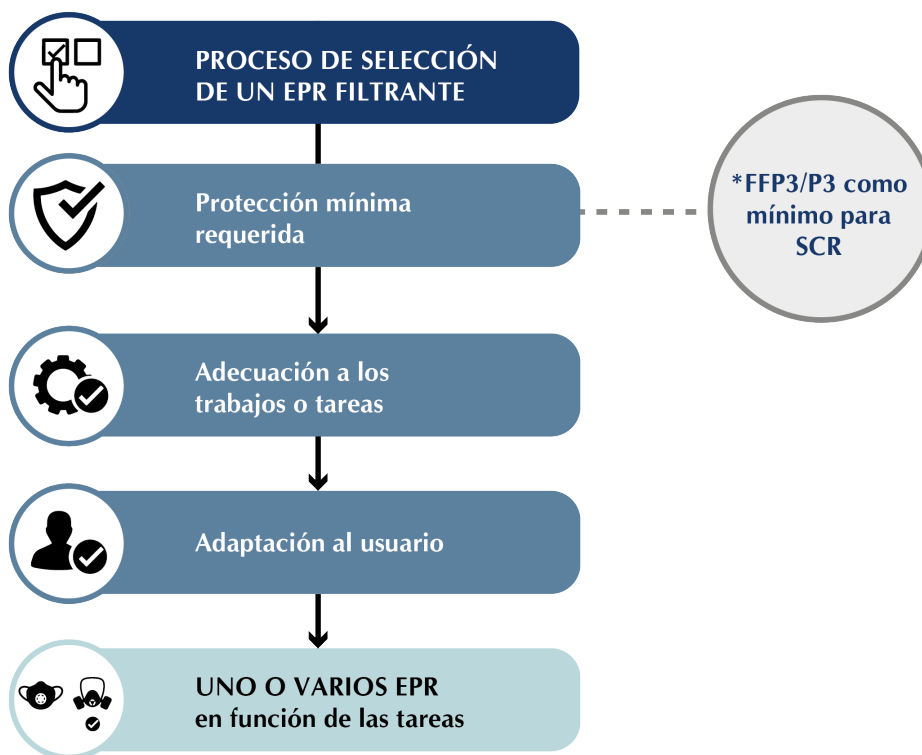 PROCESO DE SELECCIÓN
DE UN EPR FILTRANTE
Protección mínima
requerida
*FFP3/P3 como
mínimo para
SCR
Adecuación a los
trabajos o tareas
Adaptación al usuario
UNO O VARIOS EPR
en función de las tareas